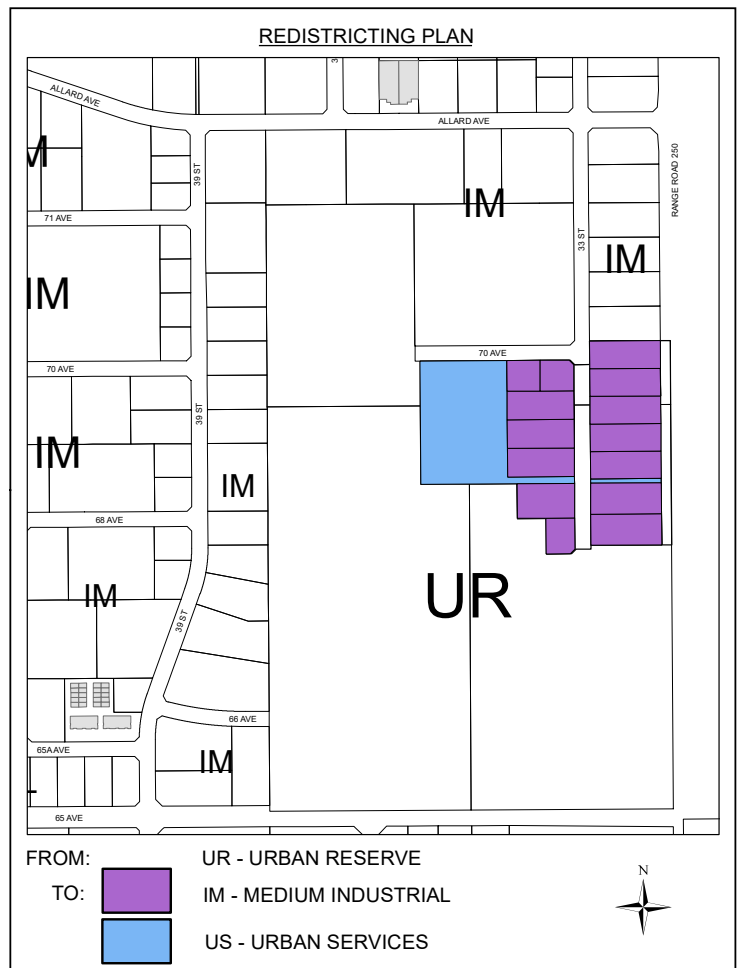 REDISTRICTING PLAN
3
ALLARD AVE
ALLARD AVE
39 ST
RANGE ROAD 250
IM
IM
71 AVE
33 ST
IM
IM
70 AVE
70 AVE
39 ST
IM
IM
68 AVE
UR
IM
39 ST
66 AVE
65A AVE
IM
65 AVE
FROM: UR - URBAN RESERVE
TO: IM - MEDIUM INDUSTRIAL
US - URBAN SERVICES
N